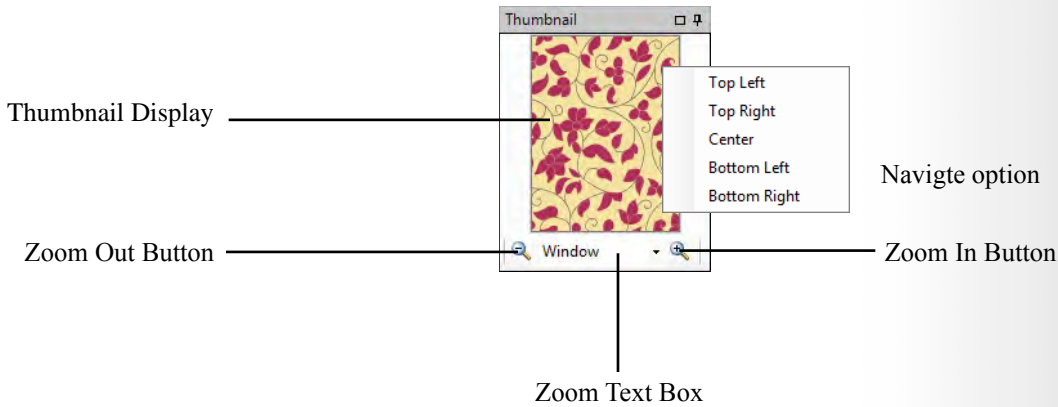 Thumbnail
Top Left
Top Right
Center
Bottom Left
Bottom Right
Thumbnail Display
Navigte option
Zoom Out Button
Window
Zoom In Button
Zoom Text Box